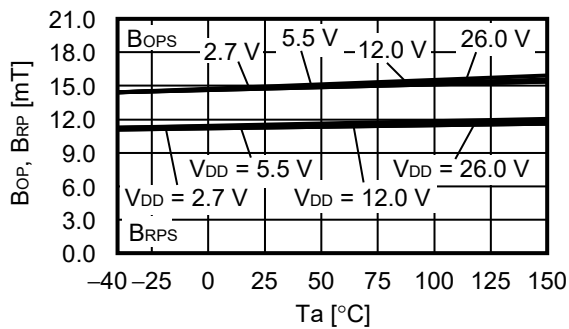 21.0
18.0
15.0
12.0
9.0
6.0
3.0
0.0
BOP, BRP [mT]
BOPS
2.7 V
5.5 V
12.0 V
26.0 V
VDD = 5.5 V
VDD = 26.0 V
VDD = 2.7 V
VDD = 12.0 V
BRPS
−40 −25 0 25 50 75 100 125 150
Ta [°C]